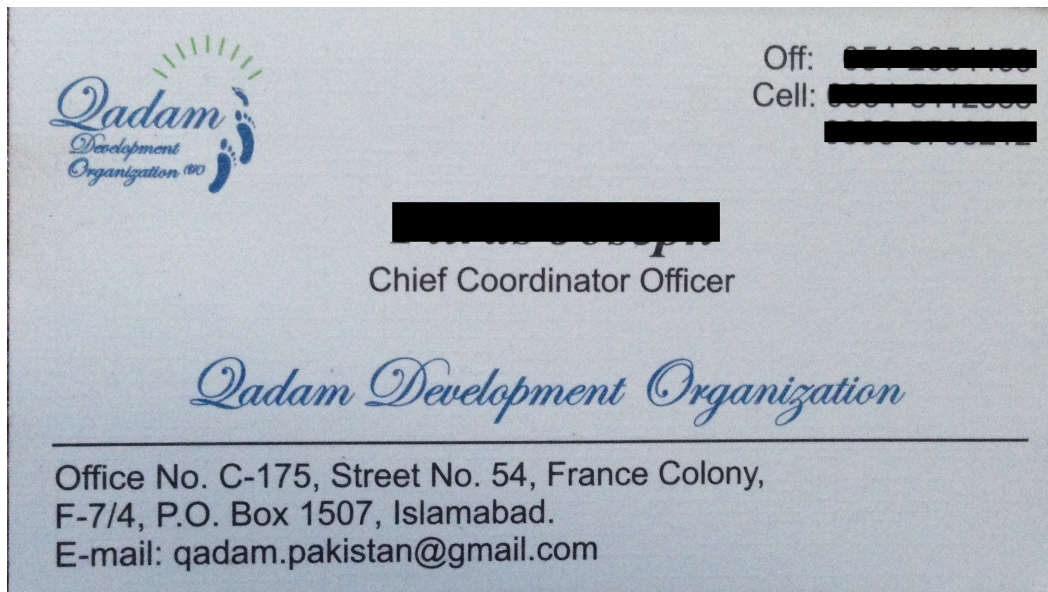 Qadam
Development
Organization
Off:
Cell:
Chief Coordinator Officer
Qadam Development Organization
Office No. C-175, Street No. 54, France Colony,
F-7/4, P.O. Box 1507, Islamabad.
E-mail: qadam.pakistan@gmail.com